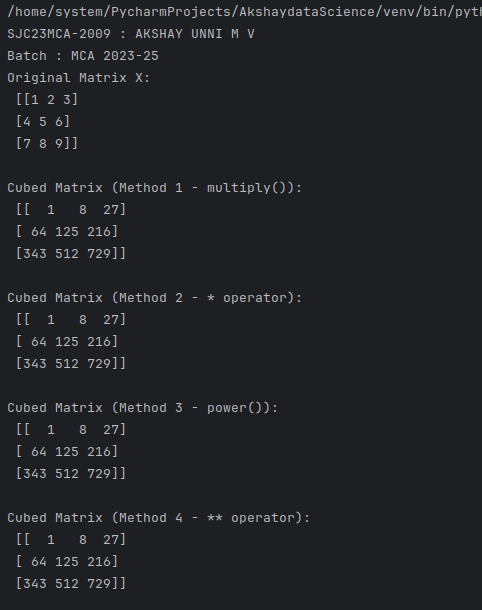 /home/system/PycharmProjects/AkshaydataScience/venv/bin/pyth
SJC23MCA-2009 : AKSHAY UNNI M V
Batch : MCA 2023-25
Original Matrix X:
 [[1 2 3]
 [4 5 6]
 [7 8 9]]
Cubed Matrix (Method 1 - multiply()):
 [[  1   8  27]
 [ 64 125 216]
 [343 512 729]]
Cubed Matrix (Method 2 - * operator):
 [[  1   8  27]
 [ 64 125 216]
 [343 512 729]]
Cubed Matrix (Method 3 - power()):
 [[  1   8  27]
 [ 64 125 216]
 [343 512 729]]
Cubed Matrix (Method 4 - ** operator):
 [[  1   8  27]
 [ 64 125 216]
 [343 512 729]]